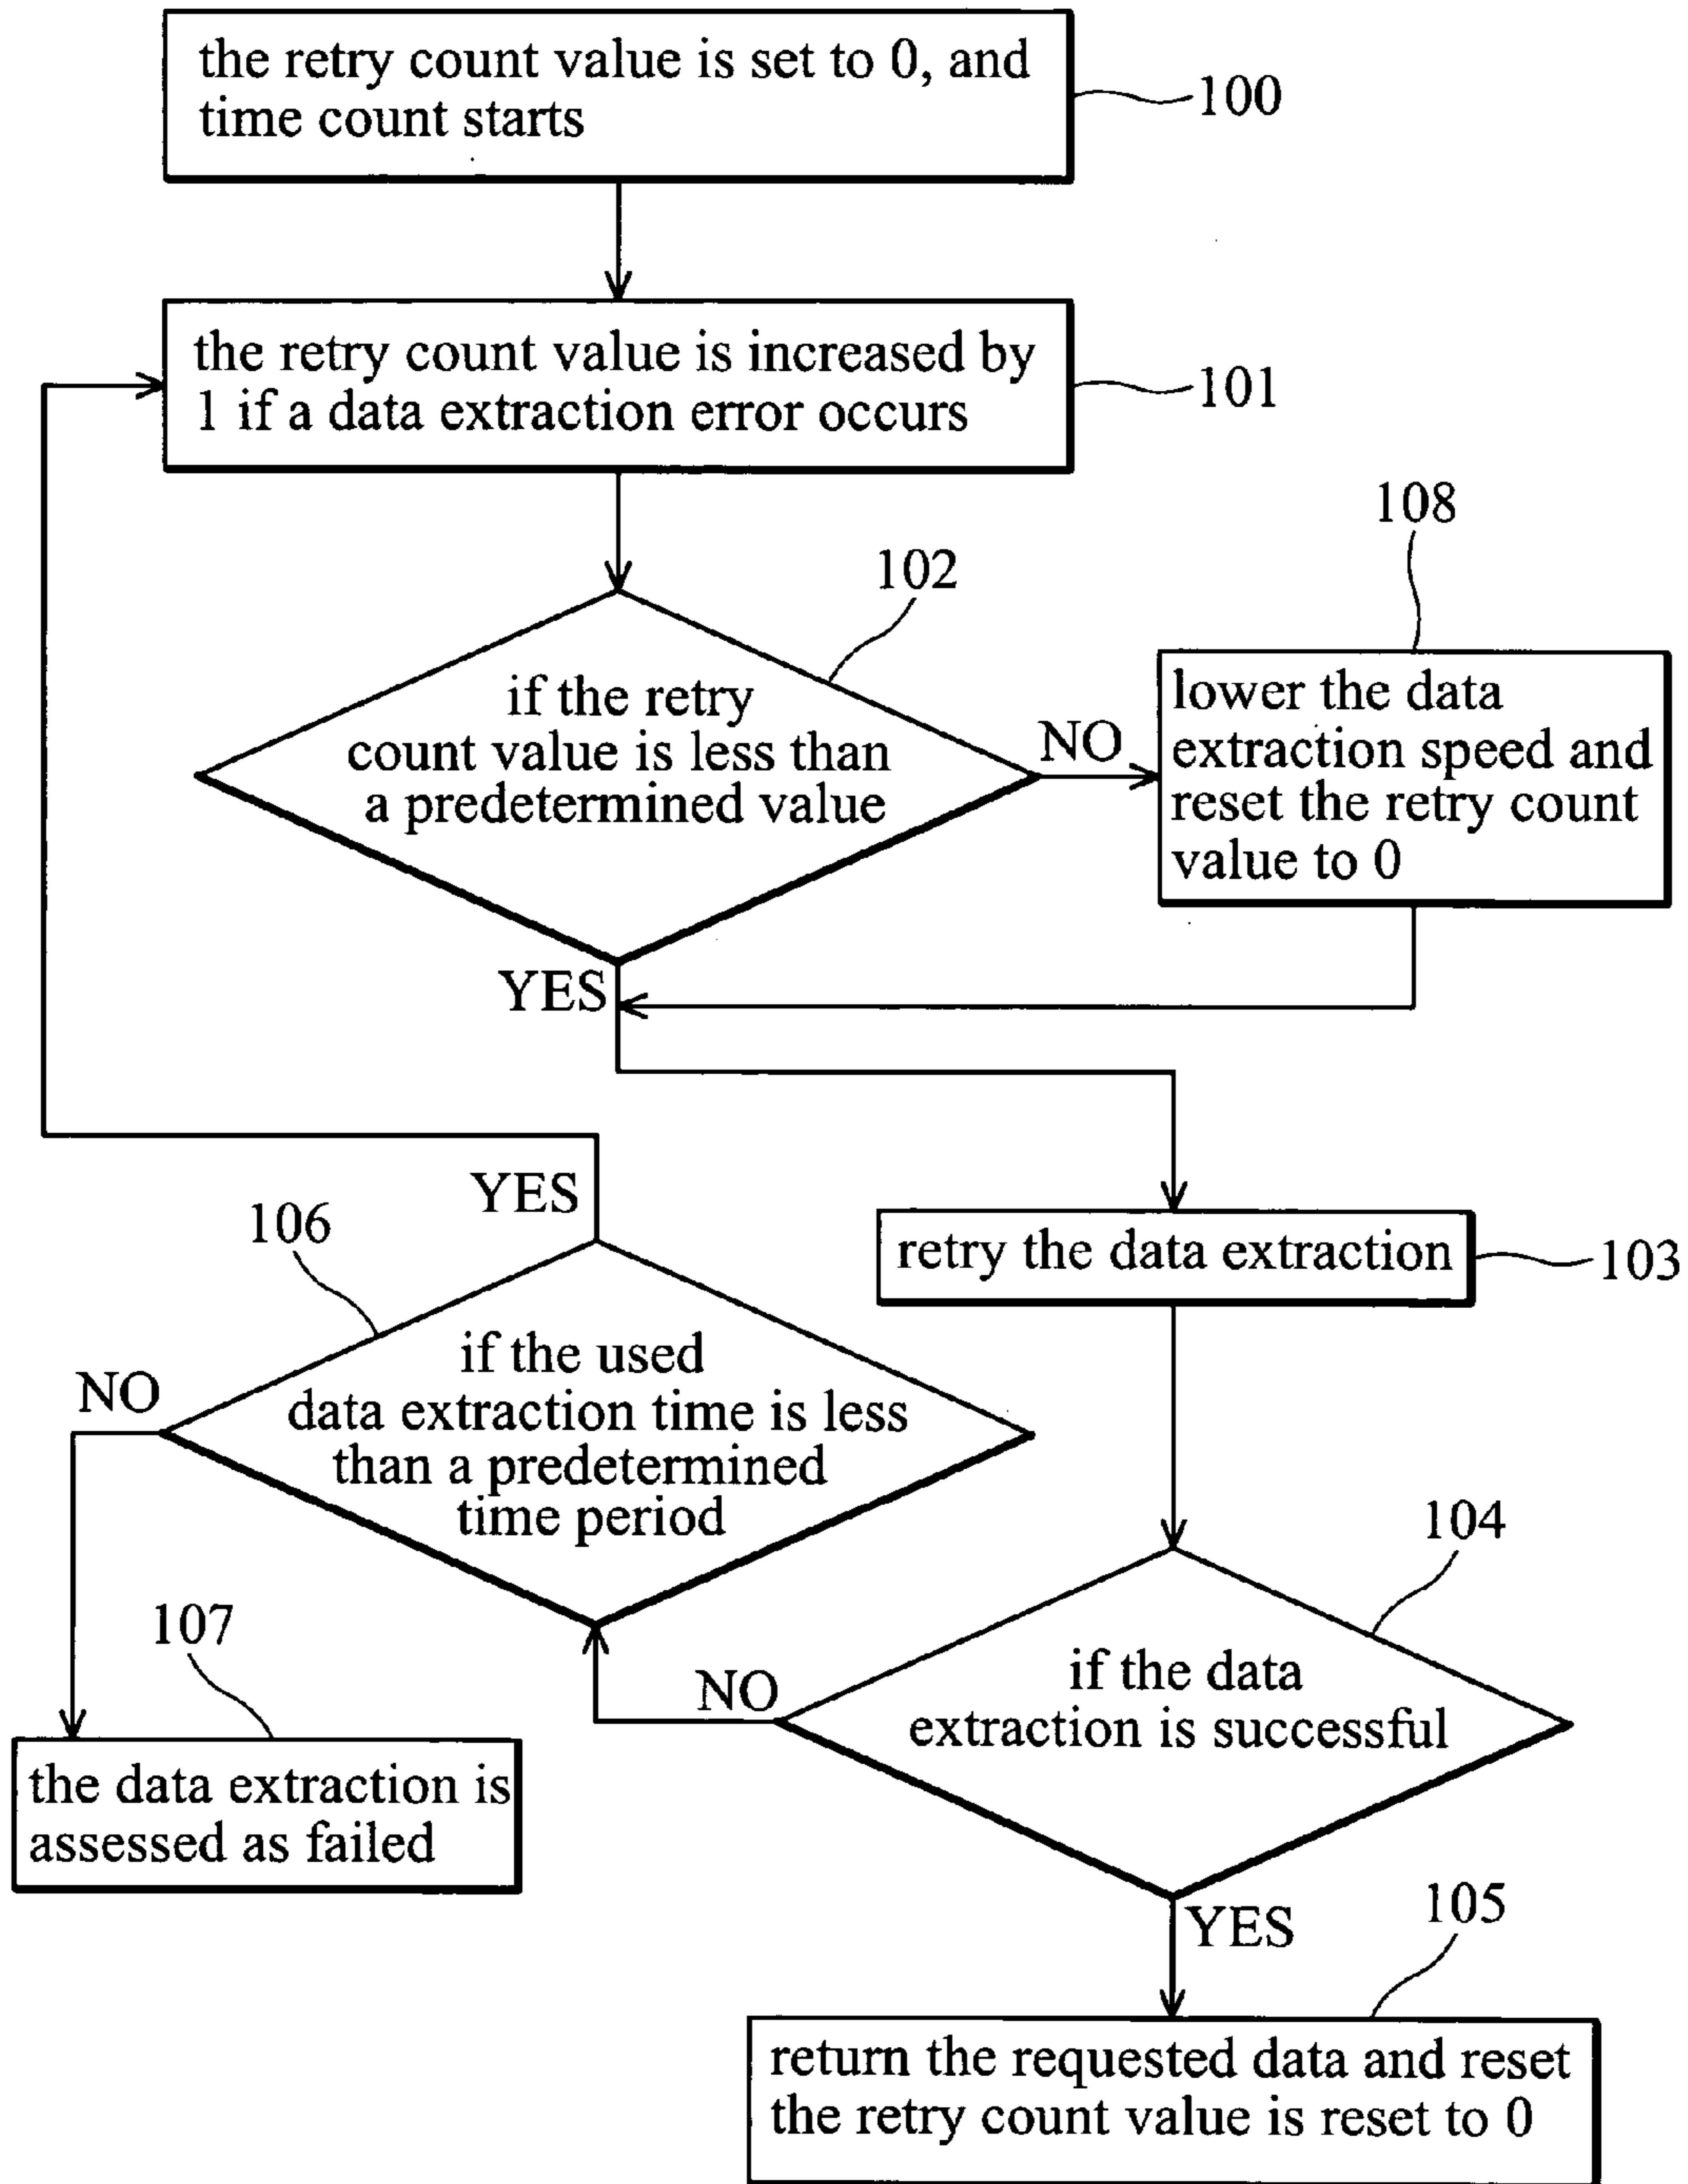 the retry count value is set to 0, and
time count starts
100
the retry count value is increased by
1 if a data extraction error occurs
101
108
102
if the retry
count value is less than
a predetermined value
NO
lower the data
extraction speed and
reset the retry count
value to 0
YES
YES
106
retry the data extraction
103
if the used
data extraction time is less
than a predetermined
time period
NO
104
107
if the data
extraction is successful
NO
the data extraction is
assessed as failed
YES
105
return the requested data and reset
the retry count value is reset to 0